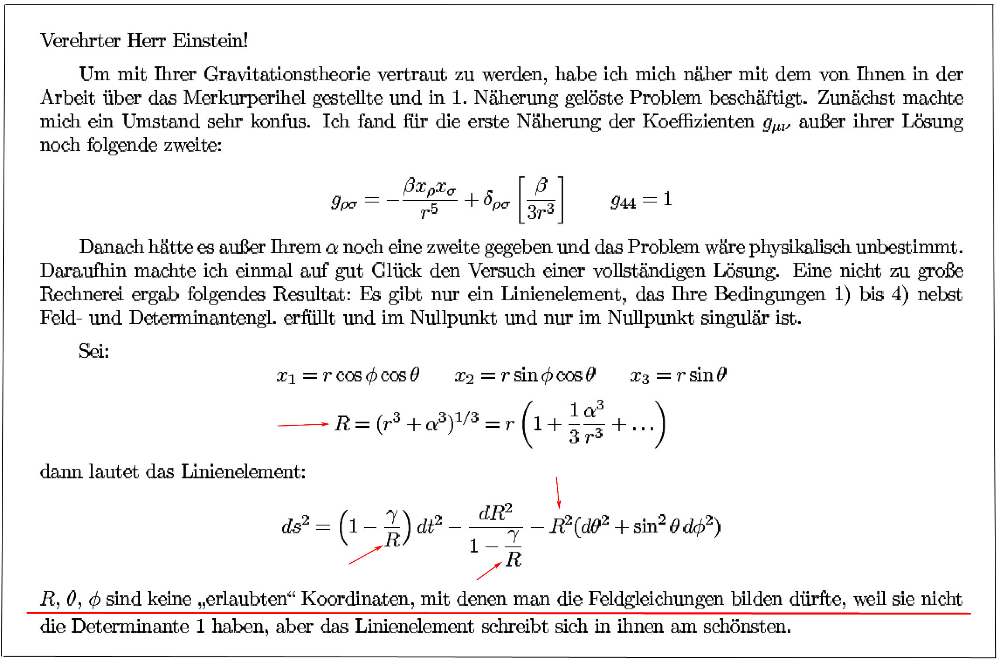 Verehrter Herr Einstein!
Um mit Ihrer Gravitationstheorie vertraut zu werden, habe ich mich näher mit dem von Ihnen in der
Arbeit über das Merkurperihel gestellte und in 1. Näherung gelöste Problem beschäftigt. Zunächst machte
mich ein Umstand sehr konfus. Ich fand für die erste Näherung der Koeffizienten $g_{\mu\nu}$ außer ihrer Lösung
noch folgende zweite:
$g_{\rho\sigma} = -\frac{\beta x_\rho x_\sigma}{r^5} + \delta_{\rho\sigma} \left[ \frac{\beta}{3r^3} \right] \qquad g_{44} = 1$
Danach hätte es außer Ihrem $\alpha$ noch eine zweite gegeben und das Problem wäre physikalisch unbestimmt.
Daraufhin machte ich einmal auf gut Glück den Versuch einer vollständigen Lösung. Eine nicht zu große
Rechnerei ergab folgendes Resultat: Es gibt nur ein Linienelement, das Ihre Bedingungen 1) bis 4) nebst
Feld- und Determinantengl. erfüllt und im Nullpunkt und nur im Nullpunkt singulär ist.
Sei:
$x_1 = r \cos\phi \cos\theta \qquad x_2 = r \sin\phi \cos\theta \qquad x_3 = r \sin\theta$
$R = (r^3 + \alpha^3)^{1/3} = r \left( 1 + \frac{1}{3} \frac{\alpha^3}{r^3} + \ldots \right)$
dann lautet das Linienelement:
$ds^2 = \left( 1 - \frac{\gamma}{R} \right) dt^2 - \frac{dR^2}{1 - \frac{\gamma}{R}} - R^2 (d\theta^2 + \sin^2\theta \, d\phi^2)$
$R$, $\theta$, $\phi$ sind keine „erlaubten“ Koordinaten, mit denen man die Feldgleichungen bilden dürfte, weil sie nicht
die Determinante 1 haben, aber das Linienelement schreibt sich in ihnen am schönsten.